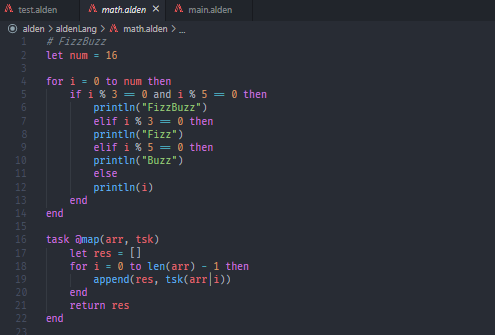 test.alden math.alden × main.alden
alden > aldenLang > math.alden > ...
1 # FizzBuzz
2 let num = 16
3
4 for i = 0 to num then
5 if i % 3 == 0 and i % 5 == 0 then
6 println("FizzBuzz")
7 elif i % 3 == 0 then
8 println("Fizz")
9 elif i % 5 == 0 then
10 println("Buzz")
11 else
12 println(i)
13 end
14 end
15
16 task @map(arr, tsk)
17 let res = []
18 for i = 0 to len(arr) - 1 then
19 append(res, tsk(arr|i))
20 end
21 return res
22 end
23